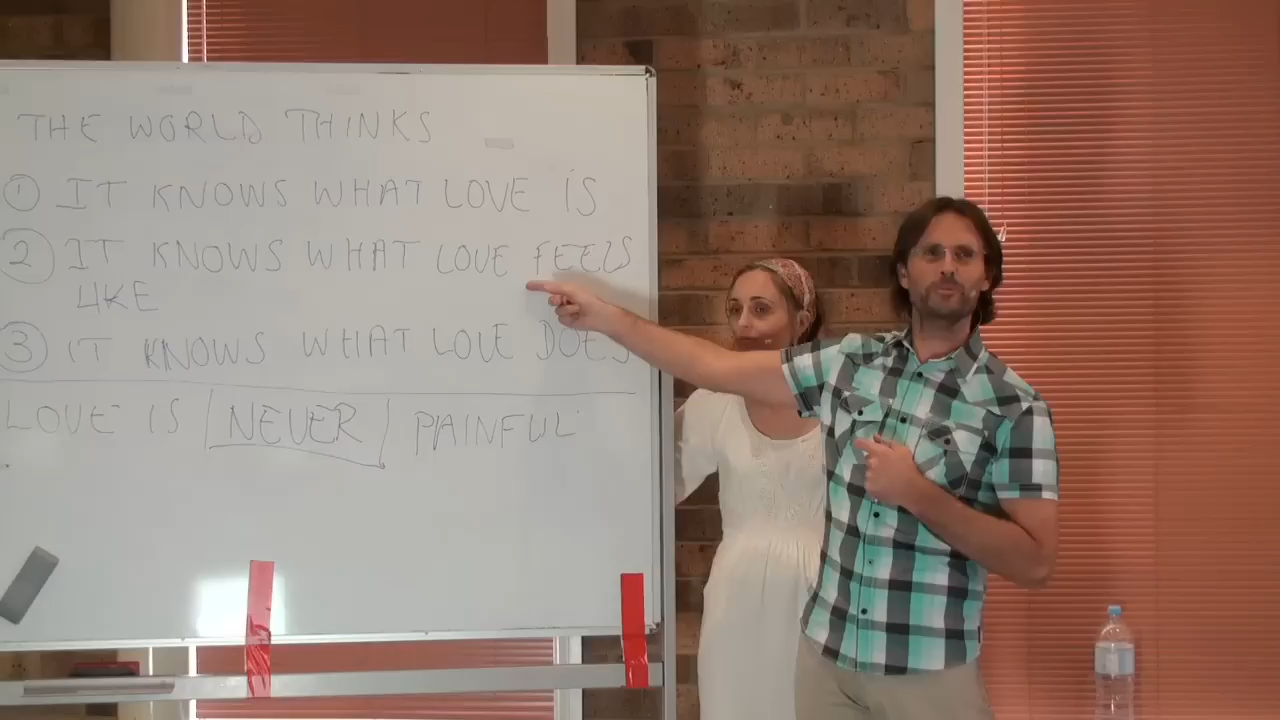 THE WORLD THINKS
① IT KNOWS WHAT LOVE IS
② IT KNOWS WHAT LOVE FEELS
LIKE
③ IT KNOWS WHAT LOVE DOES
LOVE IS NEVER PAINFUL